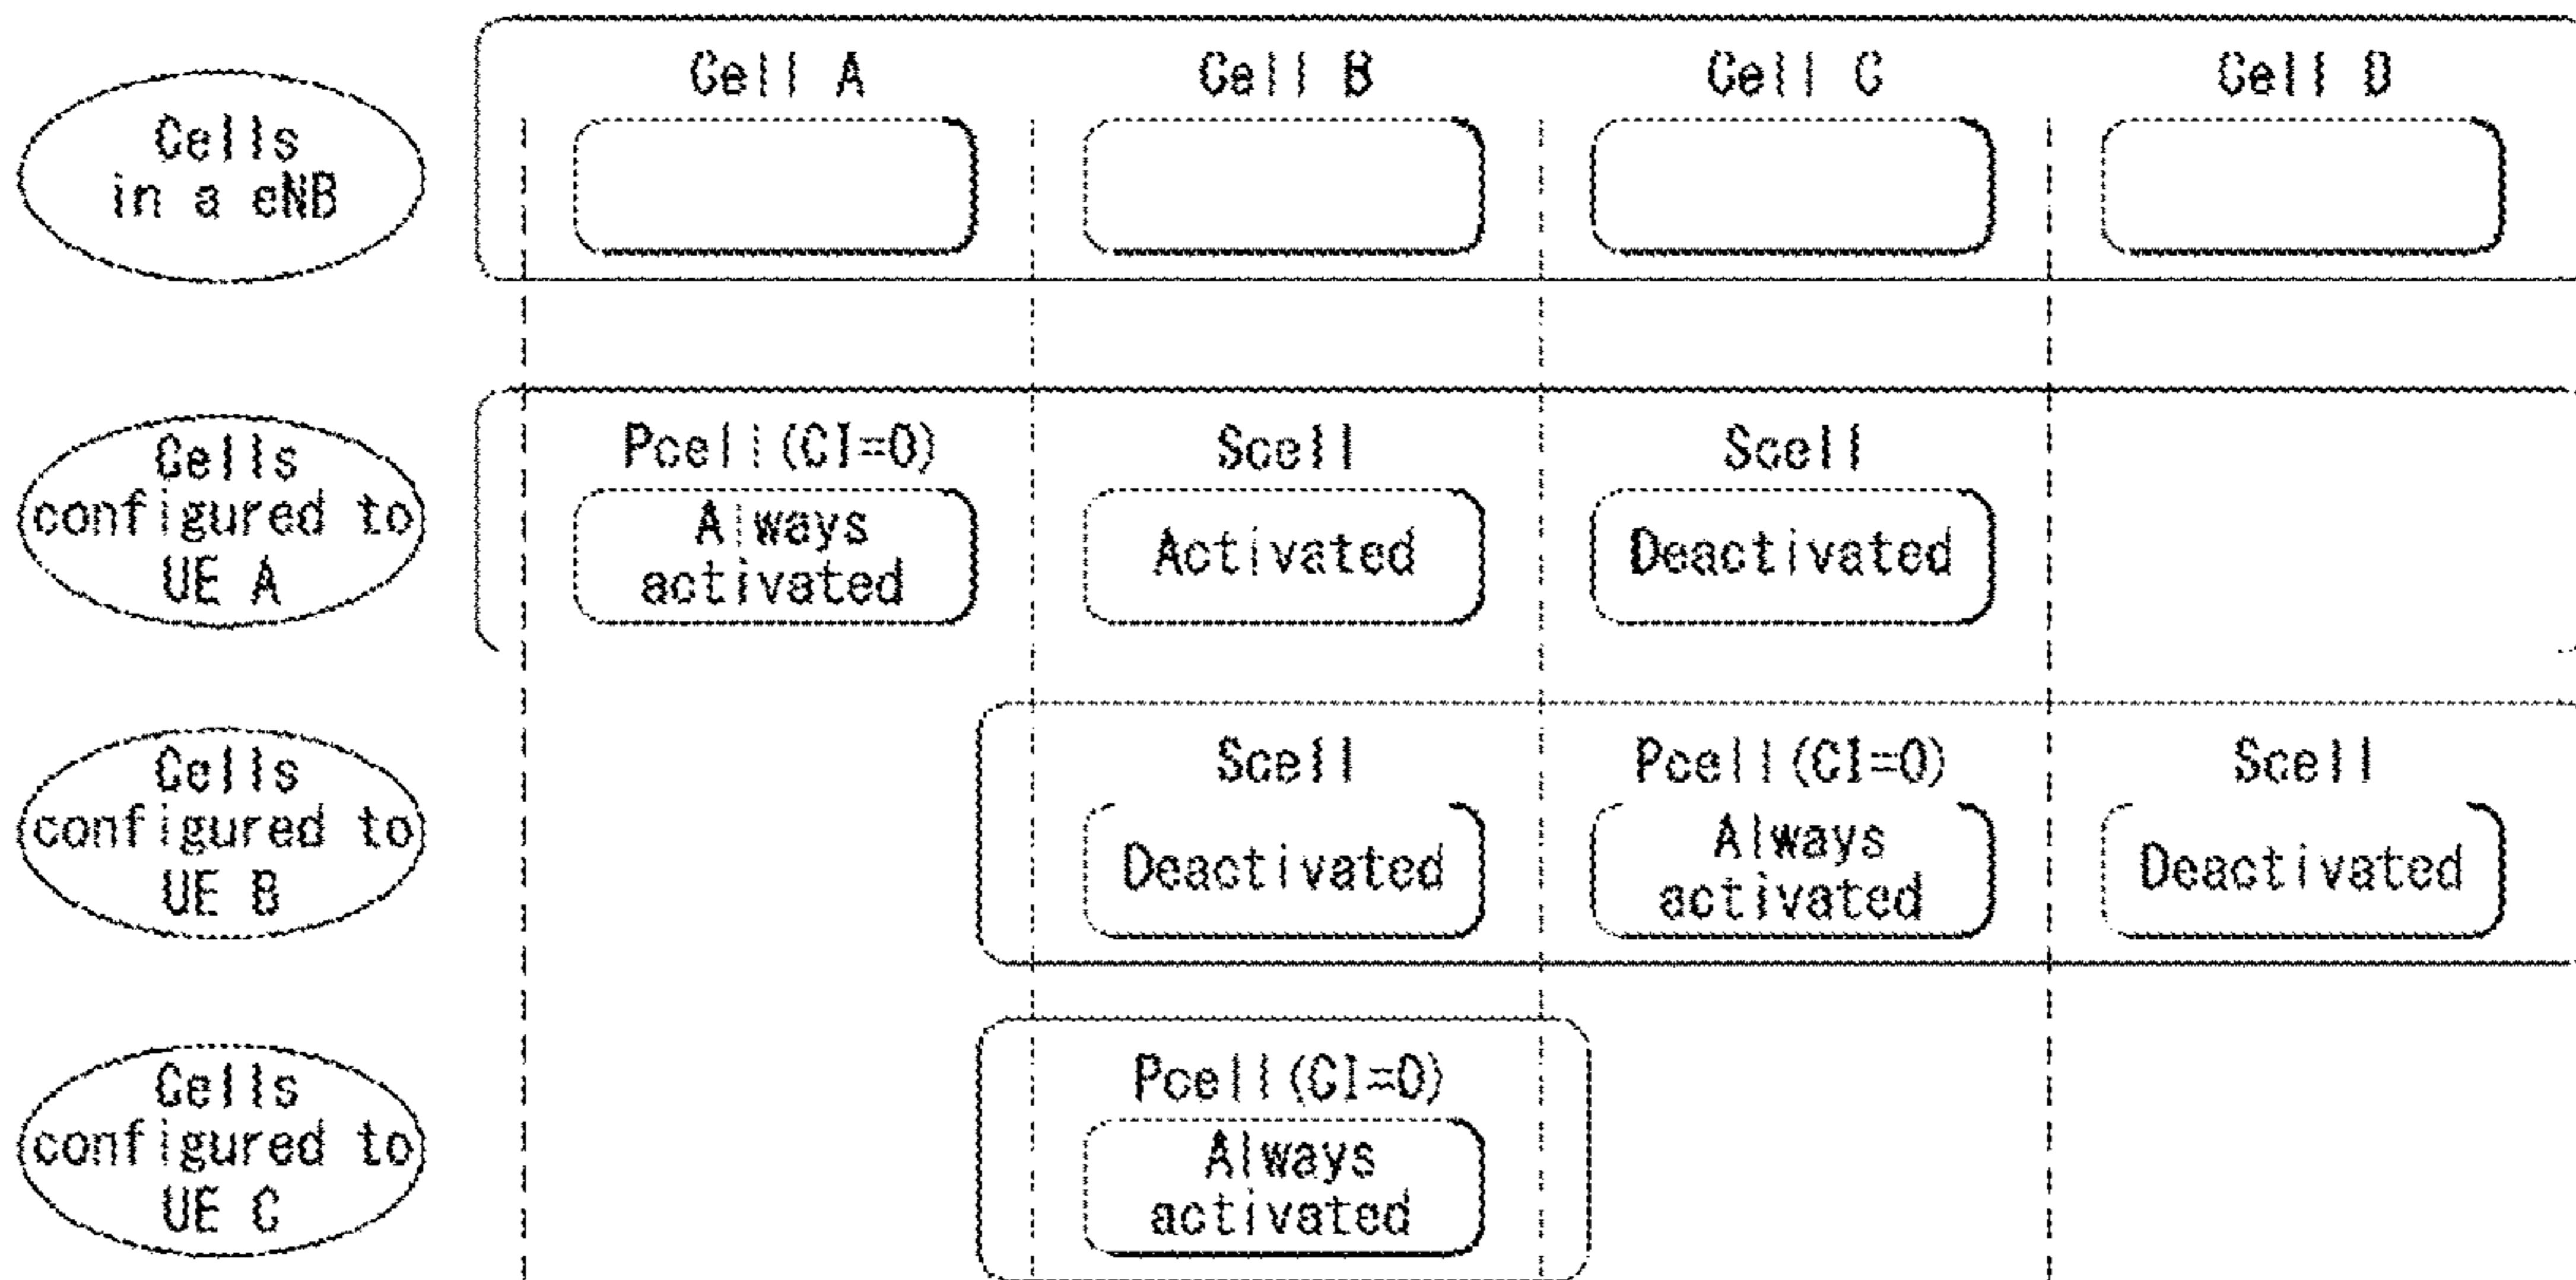 Cell A
Cell B
Cell C
Cell D
Cells
in a eNB
Cells
configured to
UE A
Pcell(CI=0)
Always
activated
Scell
Activated
Scell
Deactivated
Cells
configured to
UE B
Scell
Deactivated
Pcell(CI=0)
Always
activated
Scell
Deactivated
Cells
configured to
UE C
Pcell(CI=0)
Always
activated